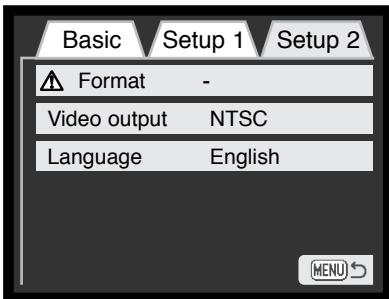 Basic Setup 1 Setup 2
Format -
Video output NTSC
Language English
MENU